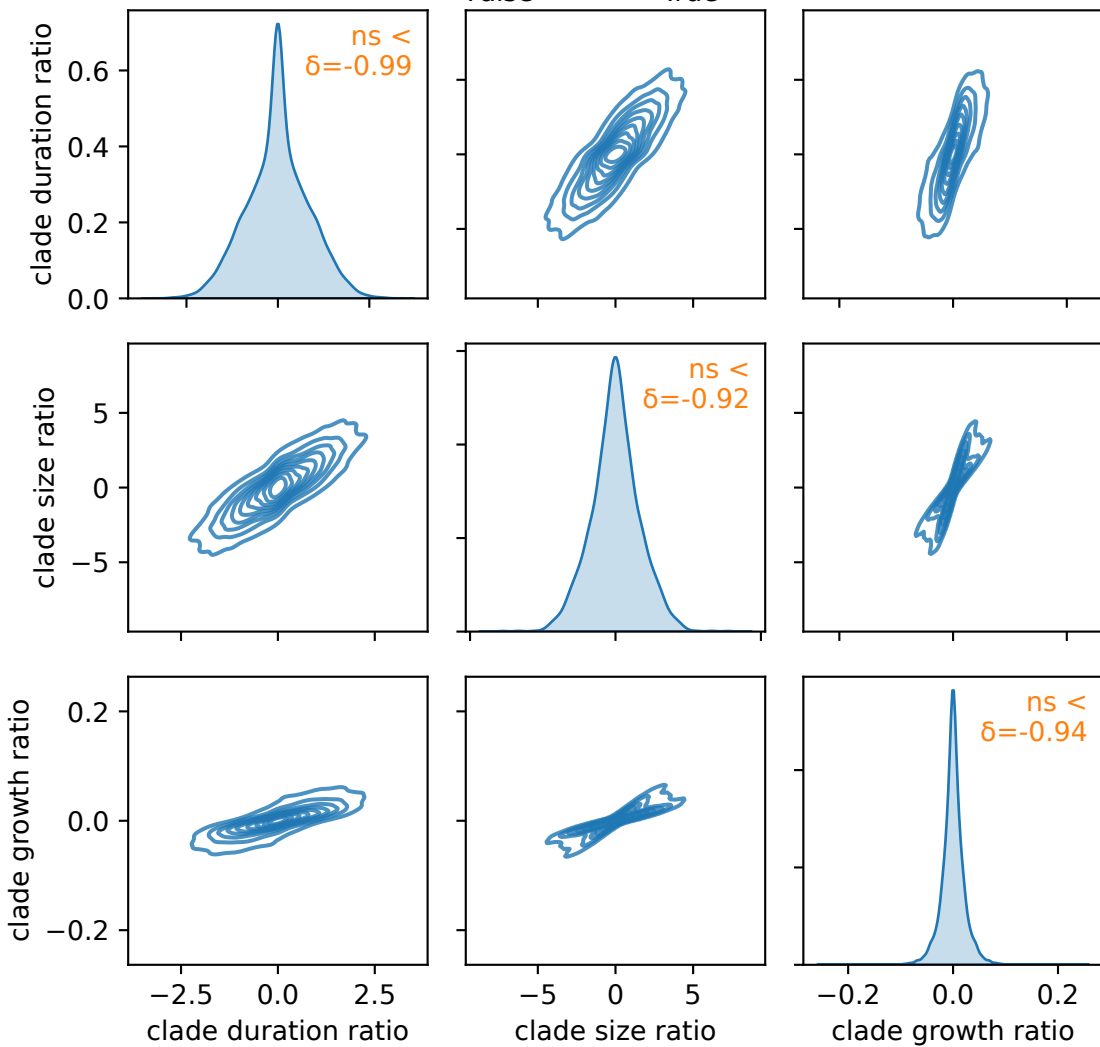 clade duration ratio
0.6
0.4
0.2
0.0
ns <
δ=-0.99
clade size ratio
5
0
−5
ns <
δ=-0.92
clade growth ratio
0.2
0.0
−0.2
ns <
δ=-0.94
−2.5 0.0 2.5
−5 0 5
−0.2 0.0 0.2
clade duration ratio
clade size ratio
clade growth ratio